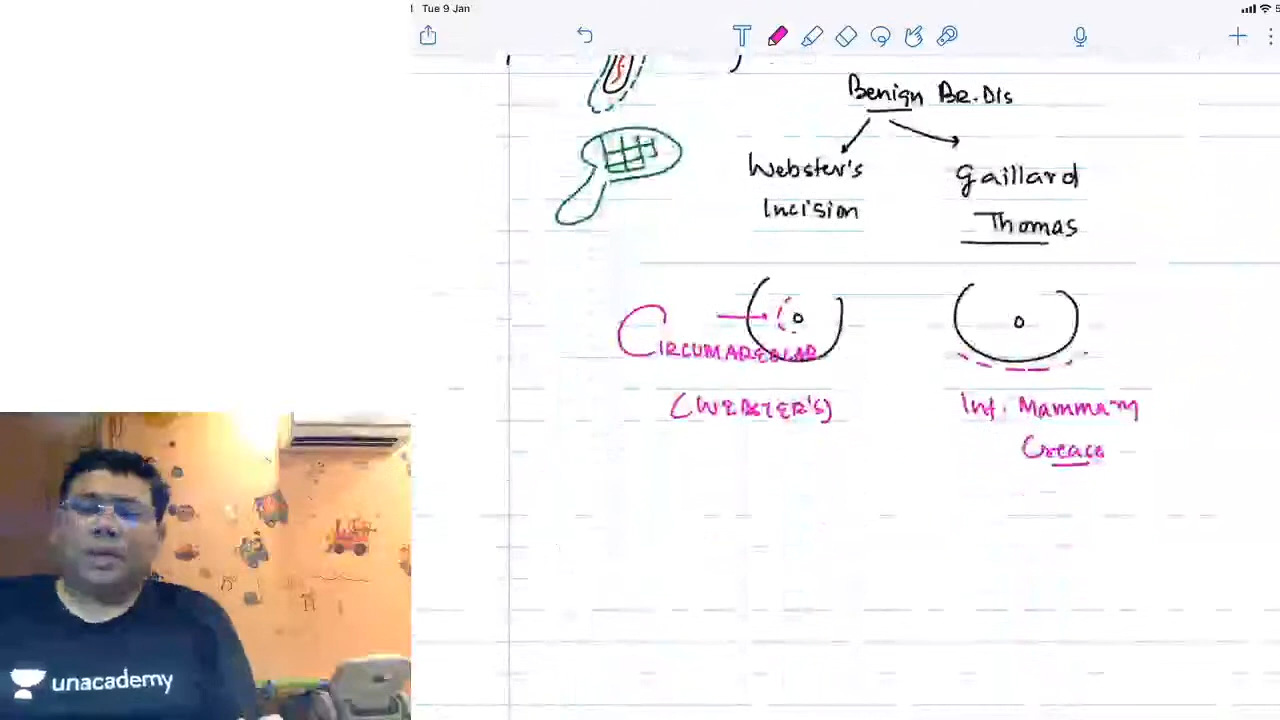 Tue 9 Jan
T
Benign BR.DIS
Webster's
Incision
Gaillard
Thomas
CIRCUMAREOLAR
(WEBSTER'S)
Inf. Mammary
Crease
unacademy